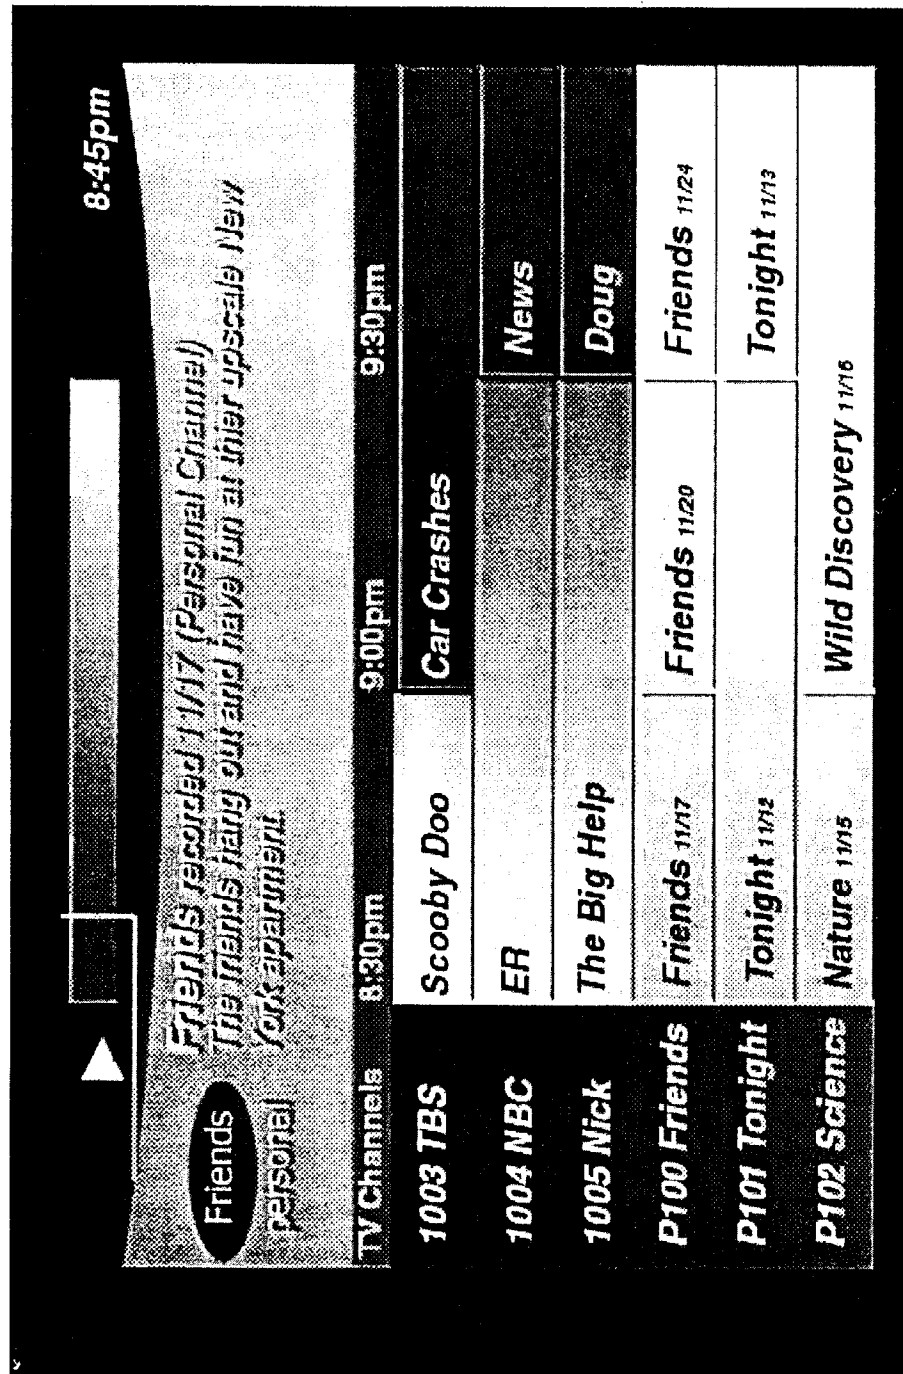 8:45pm
Friends recorded 11/17 (Personal Channel)
The friends hang out and have fun at thier upscale New
York aparment.
Friends
personal
TV Channels 8:30pm 9:00pm 9:30pm
1003 TBS Scooby Doo Car Crashes
1004 NBC ER News
1005 Nick The Big Help Doug
P100 Friends Friends 11/17 Friends 11/20 Friends 11/24
P101 Tonight Tonight 11/12 Tonight 11/13
P102 Science Nature 11/15 Wild Discovery 11/16